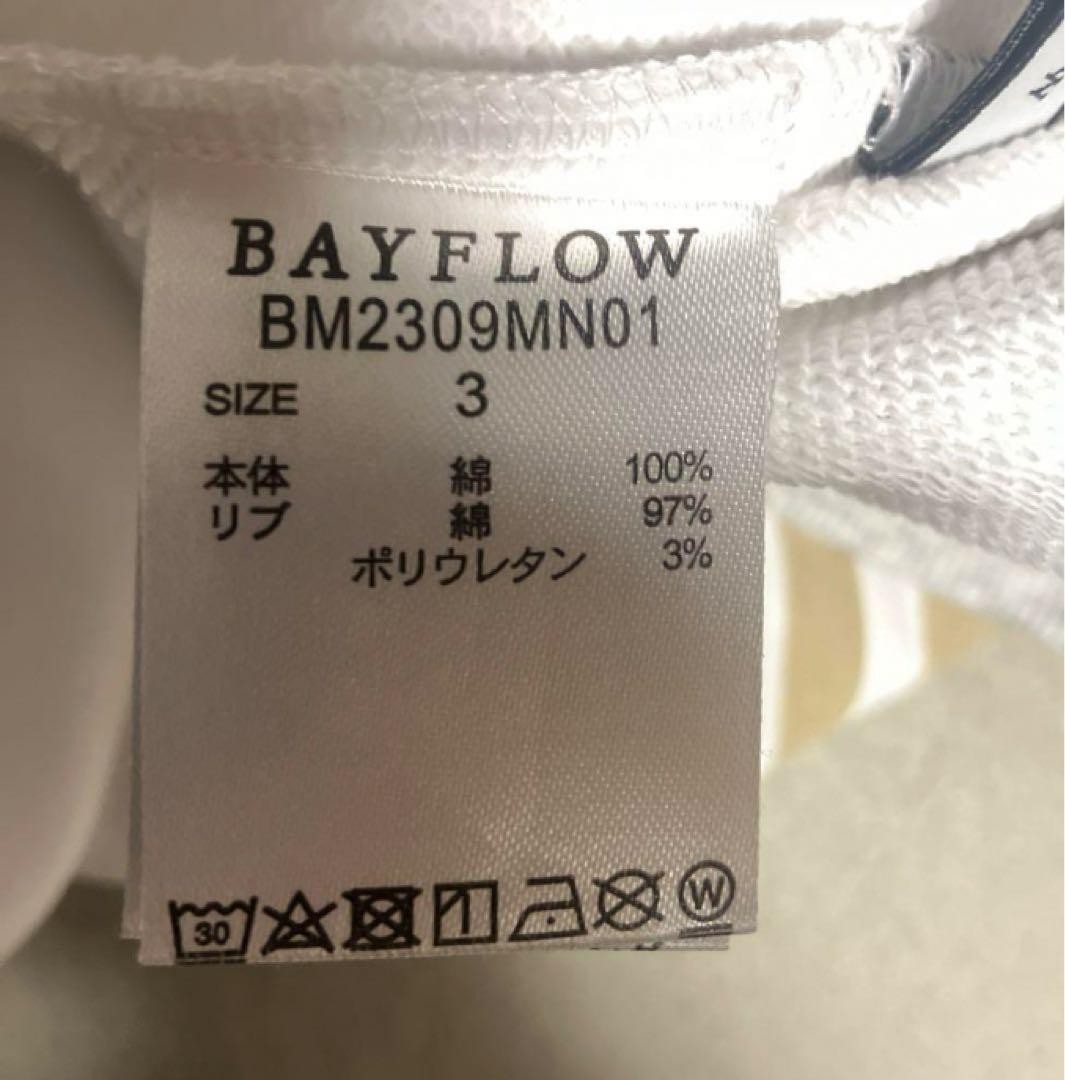 BAYFLOW
BM2309MN01
SIZE 3
本体 綿 100%
リブ 綿 97%
ポリウレタン 3%
30 W